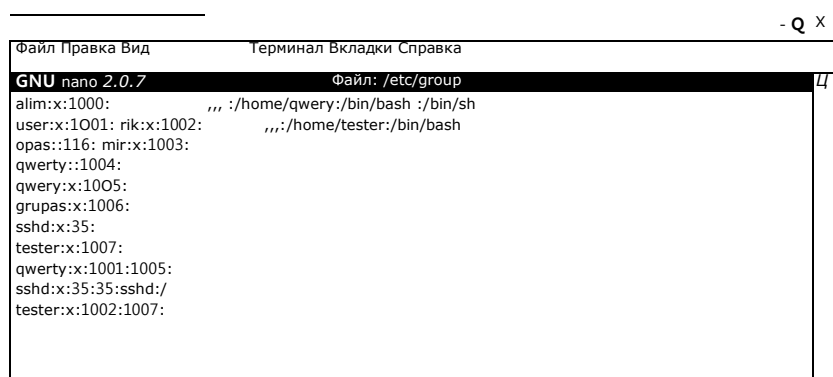 - Q X
Файл Правка Вид Терминал Вкладки Справка
GNU nano 2.0.7 Файл: /etc/group Ц
alim:x:1000: ,,, :/home/qwery:/bin/bash :/bin/sh
user:x:1O01: rik:x:1002: ,,,:/home/tester:/bin/bash
opas::116: mir:x:1003:
qwerty::1004:
qwery:x:10O5:
grupas:x:1006:
sshd:x:35:
tester:x:1007:
qwerty:x:1001:1005:
sshd:x:35:35:sshd:/
tester:x:1002:1007: